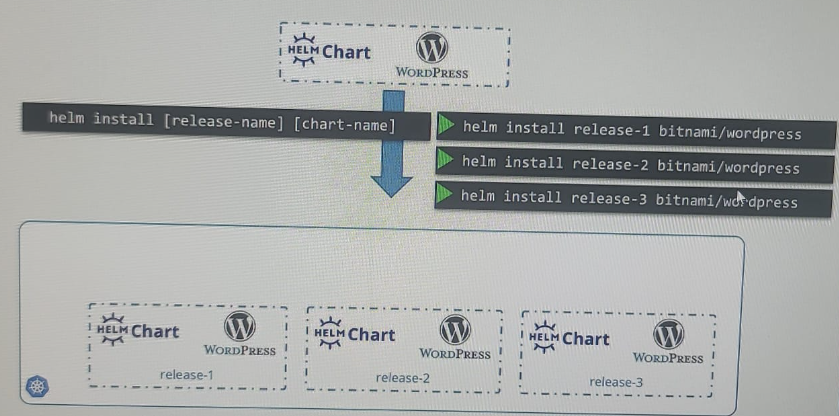 HELM Chart
WORDPRESS
helm install [release-name] [chart-name]
helm install release-1 bitnami/wordpress
helm install release-2 bitnami/wordpress
helm install release-3 bitnami/wordpress
HELM Chart
WORDPRESS
release-1
HELM Chart
WORDPRESS
release-2
HELM Chart
WORDPRESS
release-3